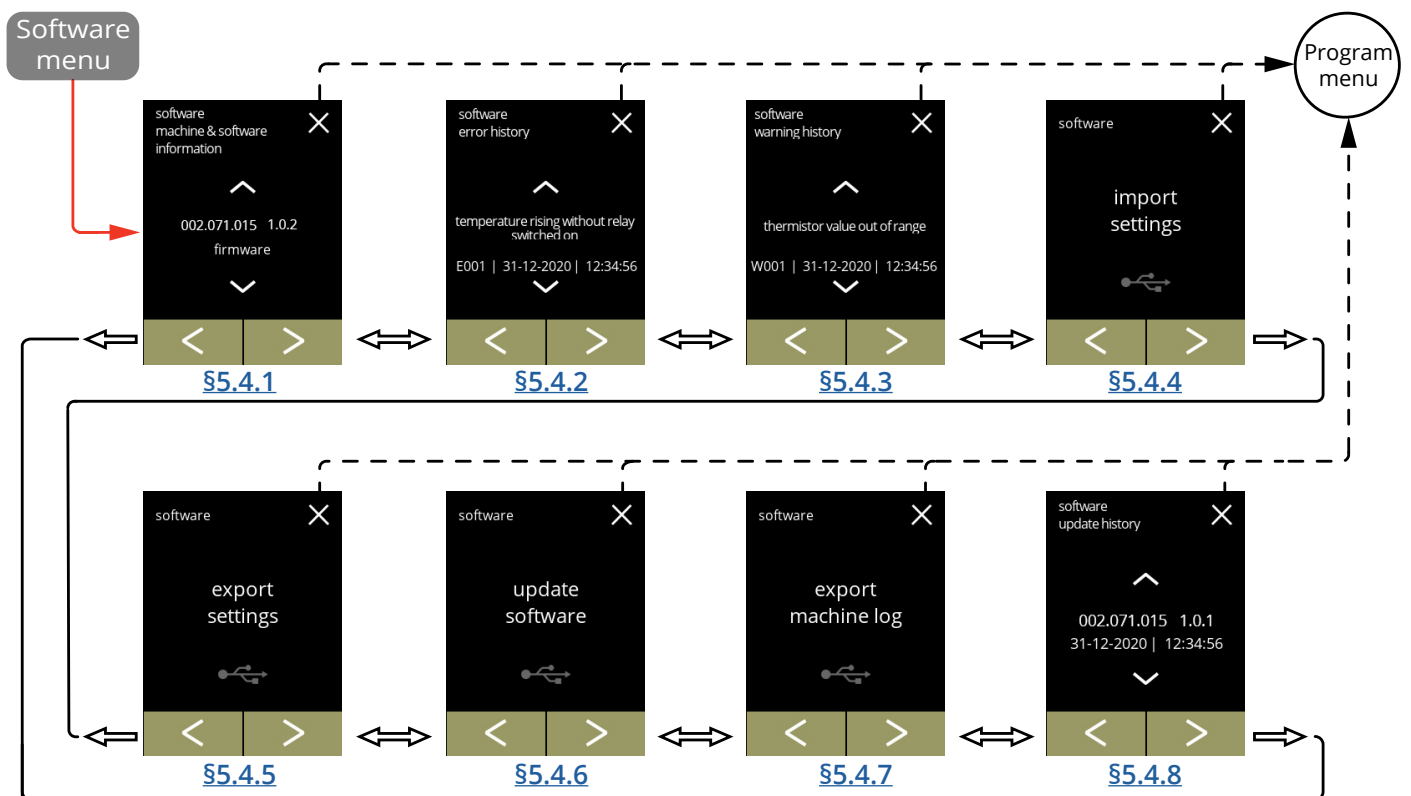 Software
menu
Program
menu
software
machine & software
information
002.071.015 1.0.2
firmware
§5.4.1
software
error history
temperature rising without relay
switched on
E001 | 31-12-2020 | 12:34:56
§5.4.2
software
warning history
thermistor value out of range
W001 | 31-12-2020 | 12:34:56
§5.4.3
software
import
settings
§5.4.4
software
export
settings
§5.4.5
software
update
software
§5.4.6
software
export
machine log
§5.4.7
software
update history
002.071.015 1.0.1
31-12-2020 | 12:34:56
§5.4.8